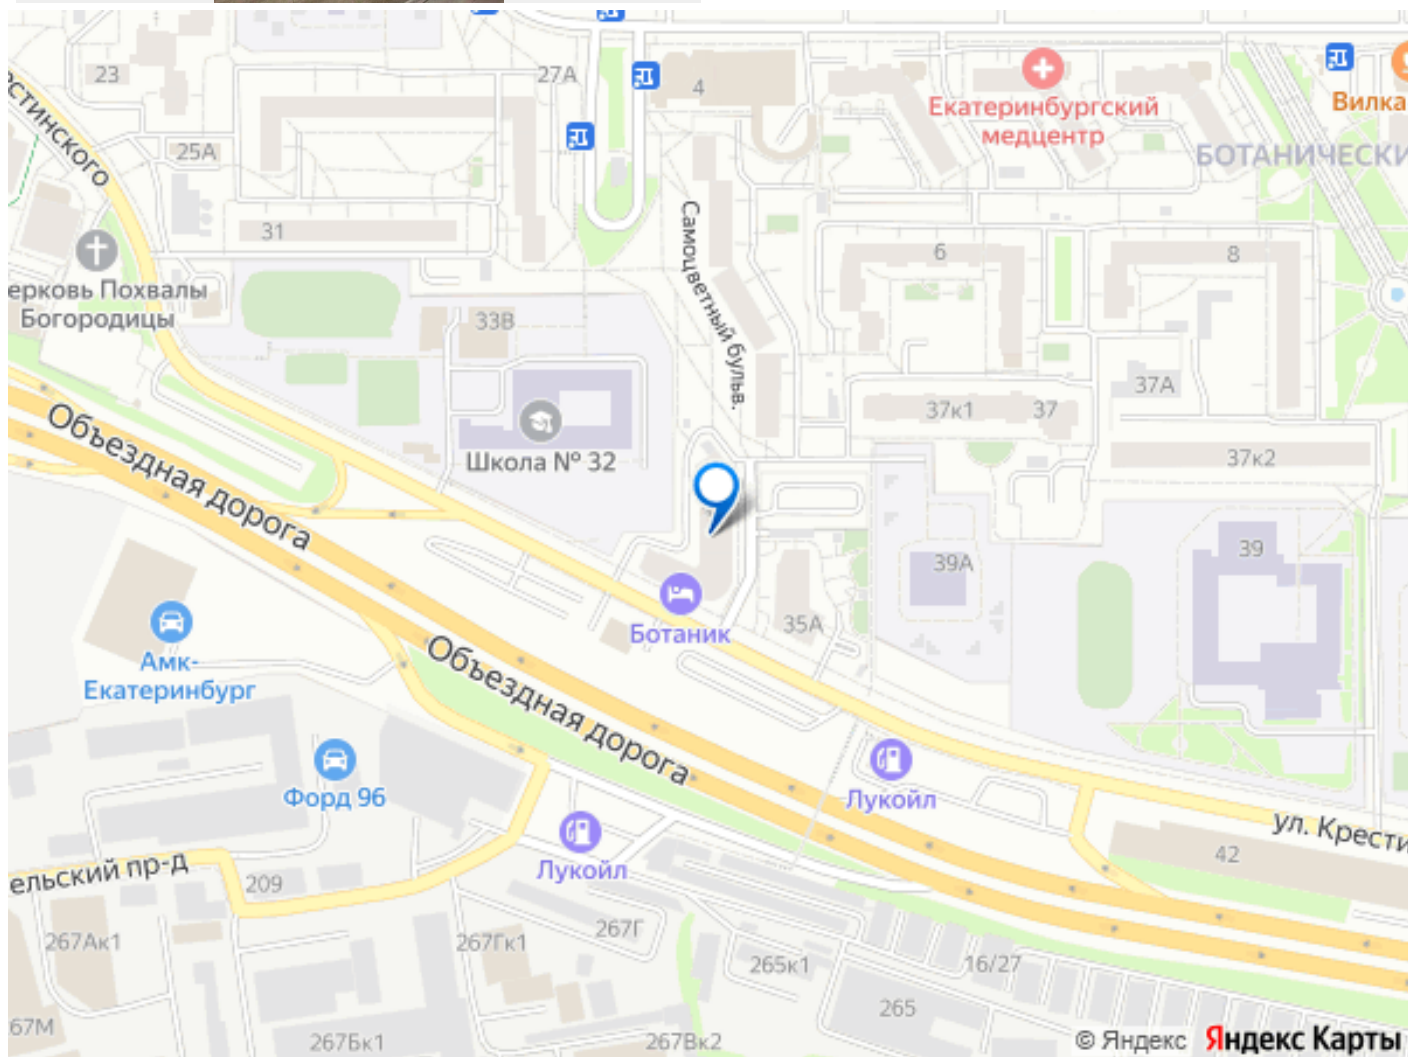 23
27А
4
Екатеринбургский
медцентр
Вилка
БОТАНИЧЕСКИ
естинского
25А
31
ерковь Похвалы
Богородицы
33В
Самоцветный бульв.
6
8
37А
37к1
37
37к2
Школа № 32
Объездная дорога
39
39А
Ботаник
35А
Амк-
Екатеринбург
Объездная дорога
Форд 96
Лукойл
Лукойл
ул. Крести
42
ельский пр-д
209
267Ак1
267Гк1
267Г
265к1
16/27
265
67М
267Бк1
267Вк2
© Яндекс Яндекс Карты